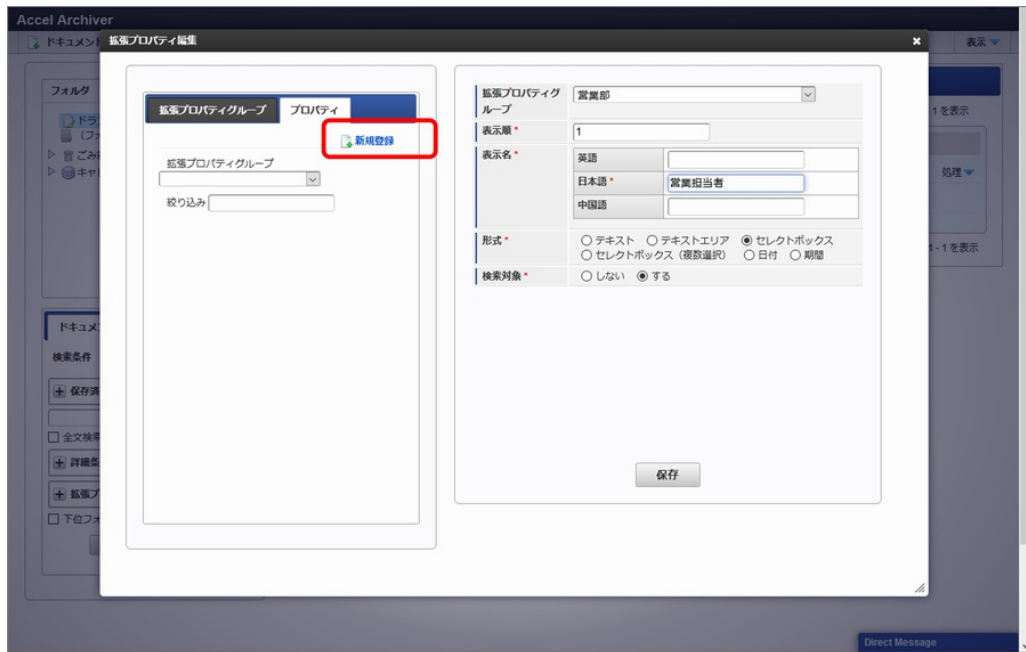 Accel Archiver
ドキュメント
表示
拡張プロパティ編集
フォルダ
ドラ
(フォ
ごみ
キャ
1 を表示
処理
1 - 1 を表示
ドキュメ
検索条件
保存済
全文検索
詳細条
拡張プ
下位フォ
拡張プロパティグループ
プロパティ
新規登録
拡張プロパティグループ
絞り込み
拡張プロパティグ
ループ
営業部
表示順 *
1
表示名 *
英語
日本語 *
営業担当者
中国語
形式 *
テキスト テキストエリア セレクトボックス
セレクトボックス（複数選択） 日付 期間
検索対象 *
しない する
保存
Direct Message